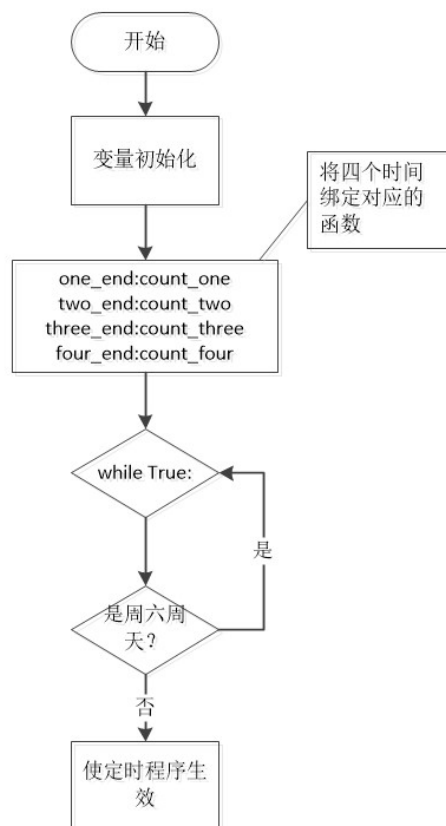 开始
变量初始化
将四个时间
绑定对应的
函数
one_end:count_one
two_end:count_two
three_end:count_three
four_end:count_four
while True:
是
是周六周
天？
否
使定时程序生
效